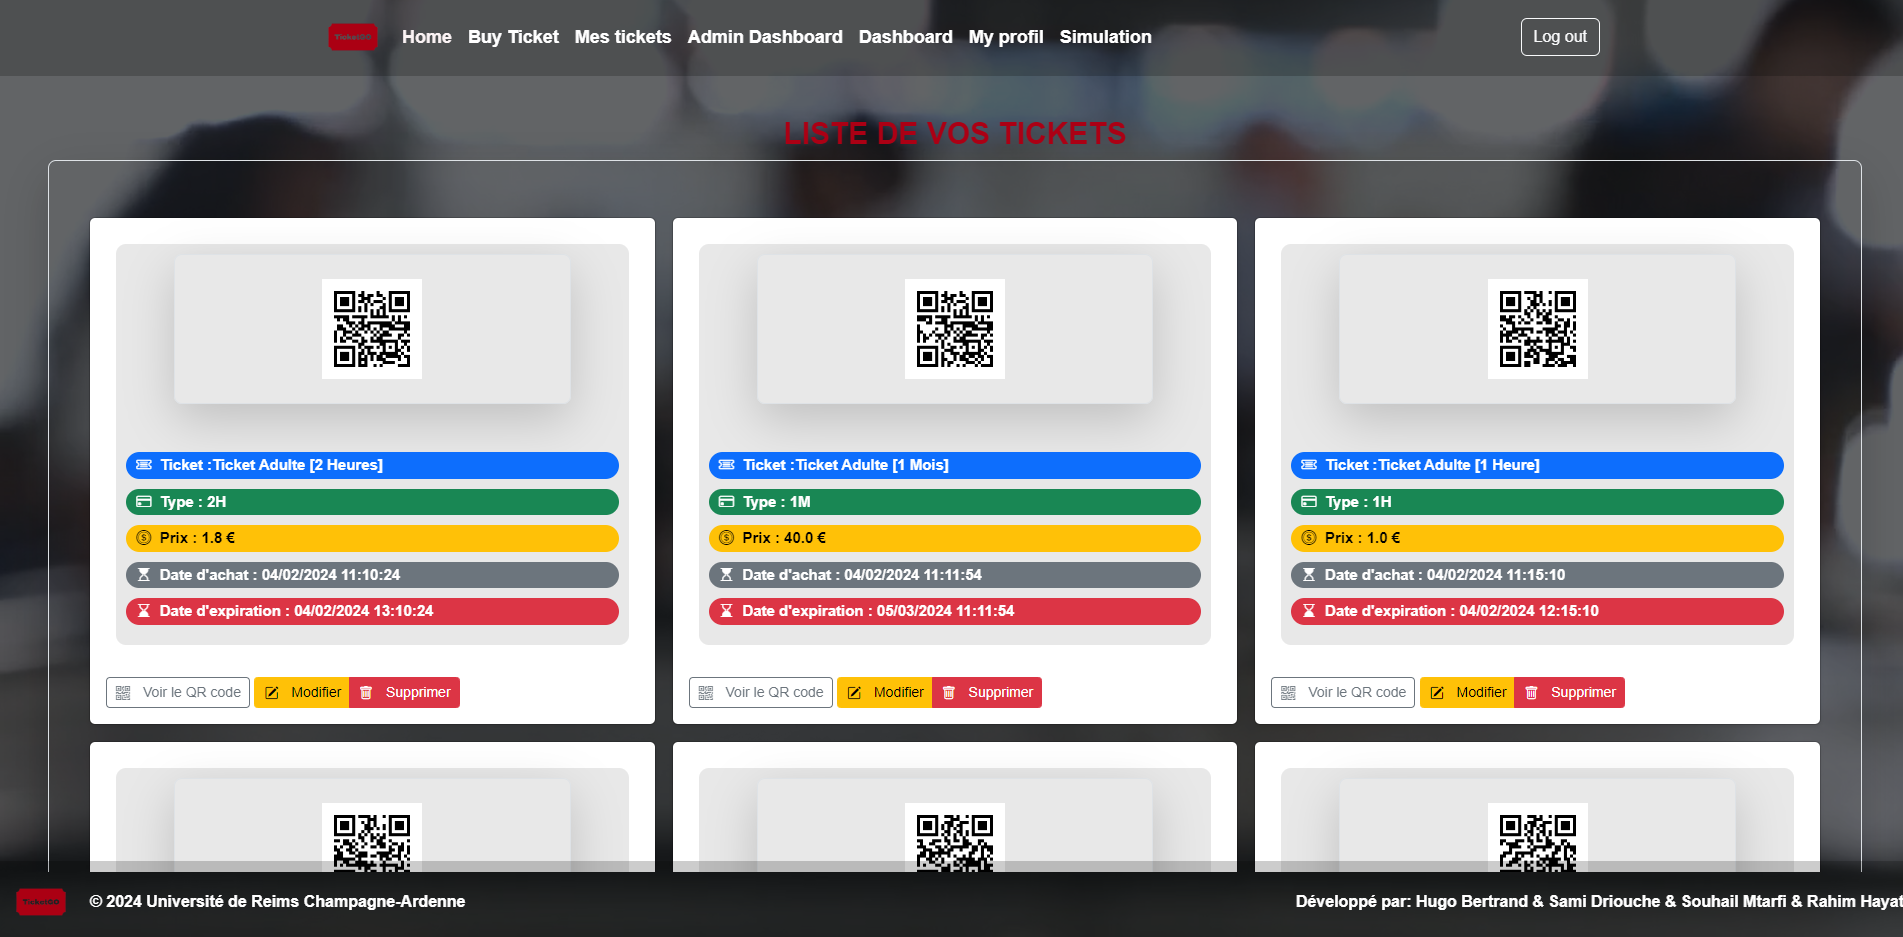 TicketGO Home Buy Ticket Mes tickets Admin Dashboard Dashboard My profil Simulation Log out
LISTE DE VOS TICKETS
Ticket :Ticket Adulte [2 Heures]
Type : 2H
Prix : 1.8 €
Date d'achat : 04/02/2024 11:10:24
Date d'expiration : 04/02/2024 13:10:24
Voir le QR code Modifier Supprimer
Ticket :Ticket Adulte [1 Mois]
Type : 1M
Prix : 40.0 €
Date d'achat : 04/02/2024 11:11:54
Date d'expiration : 05/03/2024 11:11:54
Voir le QR code Modifier Supprimer
Ticket :Ticket Adulte [1 Heure]
Type : 1H
Prix : 1.0 €
Date d'achat : 04/02/2024 11:15:10
Date d'expiration : 04/02/2024 12:15:10
Voir le QR code Modifier Supprimer
TicketGO © 2024 Université de Reims Champagne-Ardenne Développé par: Hugo Bertrand & Sami Driouche & Souhail Mtarfi & Rahim Hayat